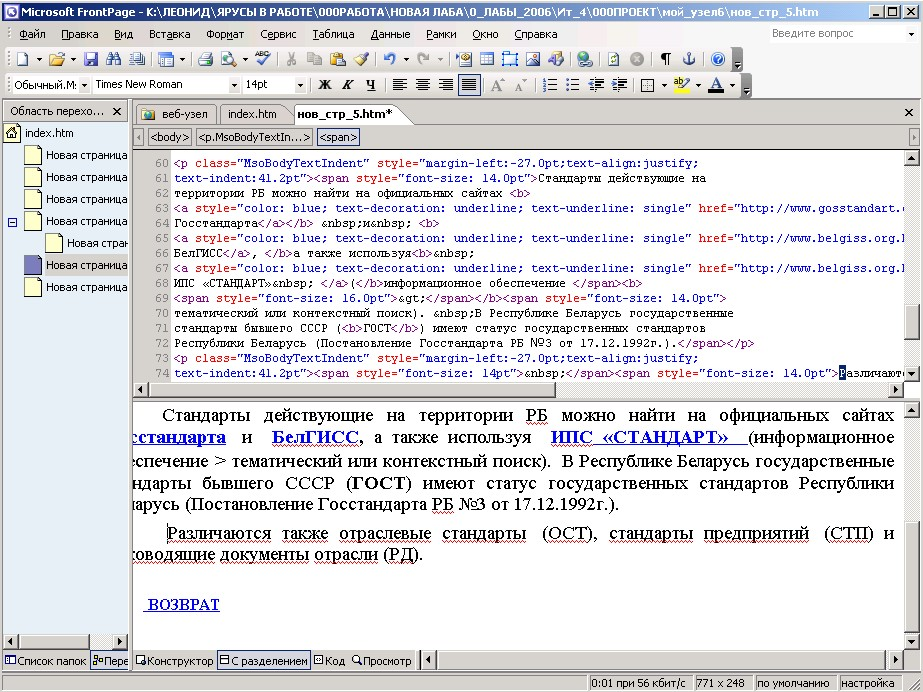 Microsoft FrontPage - K:\ЛЕОНИД\ЯРУСЫ В РАБОТЕ\000РАБОТА\НОВАЯ ЛАБА\0_ЛАБЫ_2006\Ит_4\000ПРОЕКТ\мой_узел6\нов_стр_5.htm
Файл Правка Вид Вставка Формат Сервис Таблица Данные Рамки Окно Справка Введите вопрос
Обычный.Ms Times New Roman 14pt Ж К Ч
Область перехо... веб-узел index.htm нов_стр_5.htm*
index.htm <body> <p.MsoBodyTextIn...> <span>
Новая страница
Новая страница
Новая страница
Новая страница
Новая стран
Новая страница
Новая страница
60 <p class="MsoBodyTextIndent" style="margin-left:-27.0pt;text-align:justify;
61 text-indent:41.2pt"><span style="font-size: 14.0pt">Стандарты действующие на
62 территории РБ можно найти на официальных сайтах <b>
63 <a style="color: blue; text-decoration: underline; text-underline: single" href="http://www.gosstandart.
64 Госстандарта</a></b> &nbsp;и&nbsp; <b>
65 <a style="color: blue; text-decoration: underline; text-underline: single" href="http://www.belgiss.org.
66 БелГИСС</a>, </b>а также используя<b>&nbsp;
67 <a style="color: blue; text-decoration: underline; text-underline: single" href="http://www.belgiss.org.
68 ИПС «СТАНДАРТ»&nbsp; </a>(</b>информационное обеспечение </span><b>
69 <span style="font-size: 16.0pt">&gt;</span></b><span style="font-size: 14.0pt">
70 тематический или контекстный поиск). &nbsp;В Республике Беларусь государственные
71 стандарты бывшего СССР (<b>ГОСТ</b>) имеют статус государственных стандартов
72 Республики Беларусь (Постановление Госстандарта РБ №3 от 17.12.1992г.).</span></p>
73 <p class="MsoBodyTextIndent" style="margin-left:-27.0pt;text-align:justify;
74 text-indent:41.2pt"><span style="font-size: 14pt">&nbsp;</span><span style="font-size: 14.0pt">Различают
Стандарты действующие на территории РБ можно найти на официальных сайтах
сстандарта и БелГИСС, а также используя ИПС «СТАНДАРТ» (информационное
еспечение > тематический или контекстный поиск). В Республике Беларусь государственные
ндарты бывшего СССР (ГОСТ) имеют статус государственных стандартов Республики
ларусь (Постановление Госстандарта РБ №3 от 17.12.1992г.).
Различаются также отраслевые стандарты (ОСТ), стандарты предприятий (СТП) и
оводящие документы отрасли (РД).
ВОЗВРАТ
Список папок Пере Конструктор С разделением Код Просмотр
0:01 при 56 кбит/с 771 x 248 по умолчанию настройка